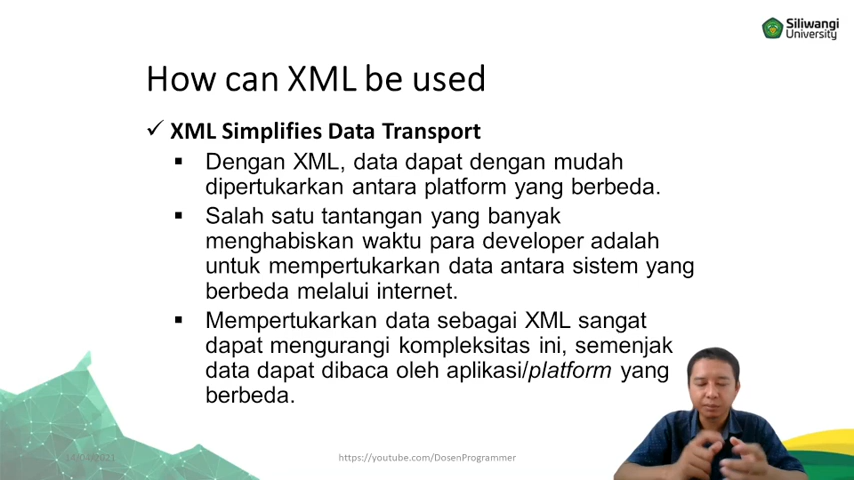 Siliwangi
University
How can XML be used
✓ XML Simplifies Data Transport
▪ Dengan XML, data dapat dengan mudah
dipertukarkan antara platform yang berbeda.
▪ Salah satu tantangan yang banyak
menghabiskan waktu para developer adalah
untuk mempertukarkan data antara sistem yang
berbeda melalui internet.
▪ Mempertukarkan data sebagai XML sangat
dapat mengurangi kompleksitas ini, semenjak
data dapat dibaca oleh aplikasi/platform yang
berbeda.
https://youtube.com/DosenProgrammer